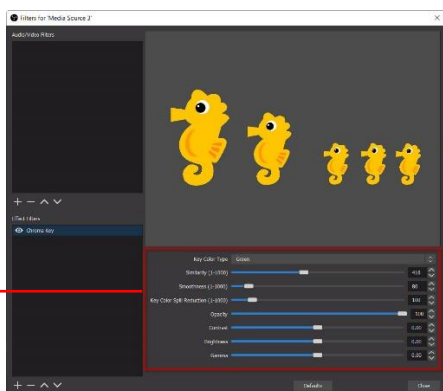 Filters for 'Media Source 3'
Audio/Video Filters
Effect Filters
Chroma Key
Key Color Type Green
Similarity (1-1000)
Smoothness (1-1000) 80
Key Color Spill Reduction (1-1000) 100
Opacity 100
Contrast 0.00
Brightness 0.00
Gamma 0.00
Defaults Close